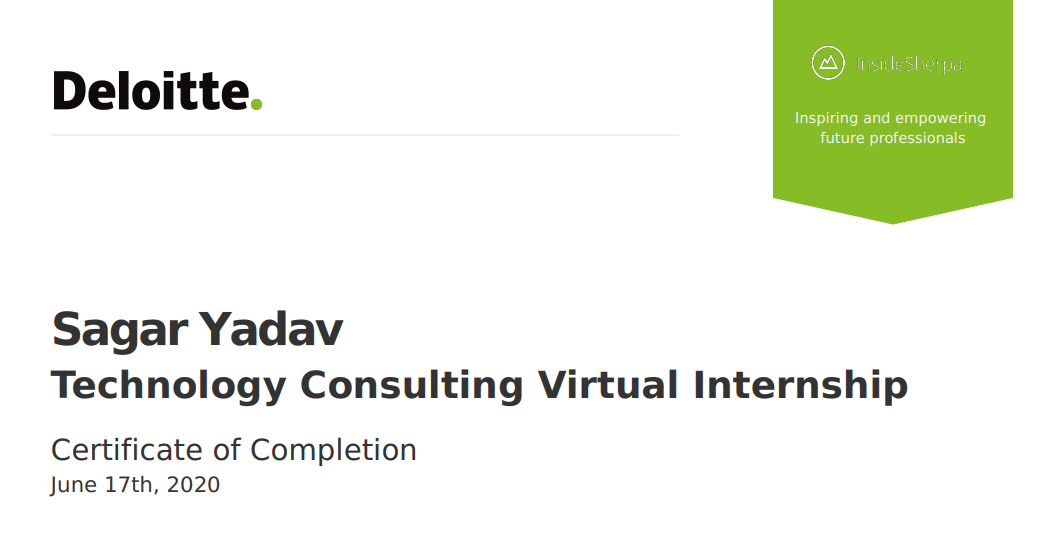 Deloitte.
InsideSherpa
Inspiring and empowering
future professionals
Sagar Yadav
Technology Consulting Virtual Internship
Certificate of Completion
June 17th, 2020